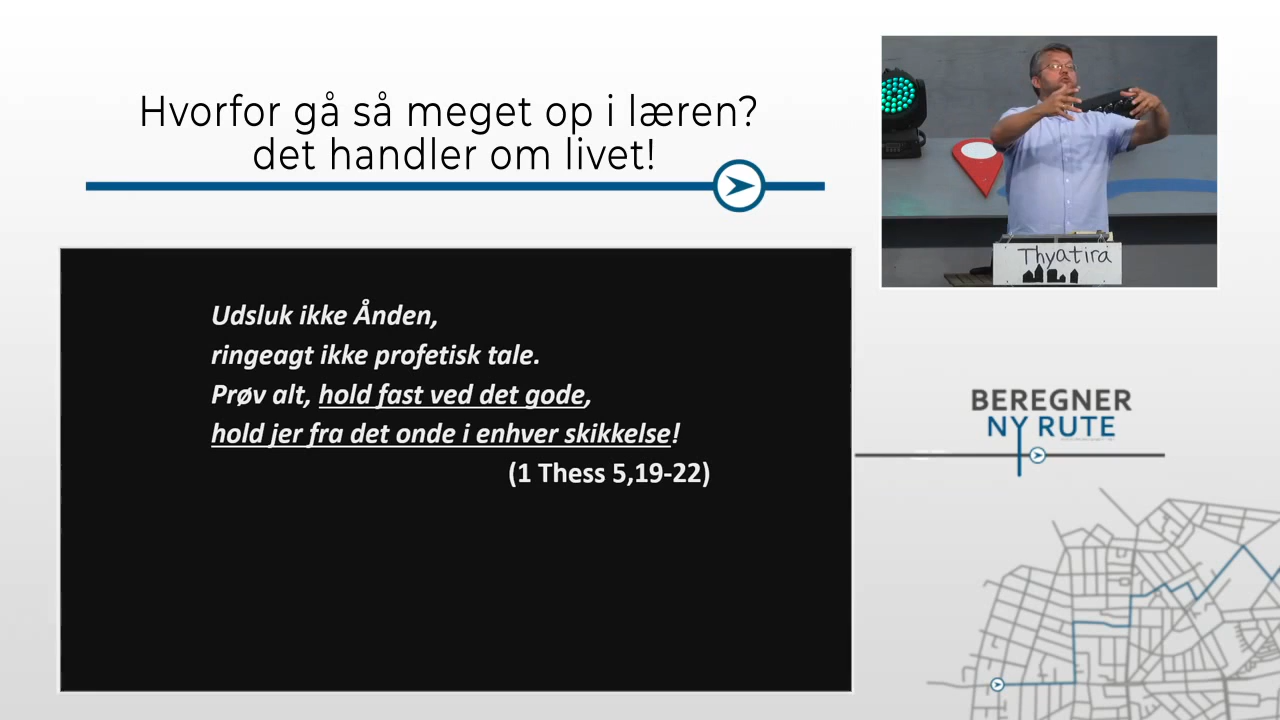 Hvorfor gå så meget op i læren?
det handler om livet!
Udsluk ikke Ånden,
ringeagt ikke profetisk tale.
Prøv alt, hold fast ved det gode,
hold jer fra det onde i enhver skikkelse!
(1 Thess 5,19-22)
Thyatira
BEREGNER
NY RUTE